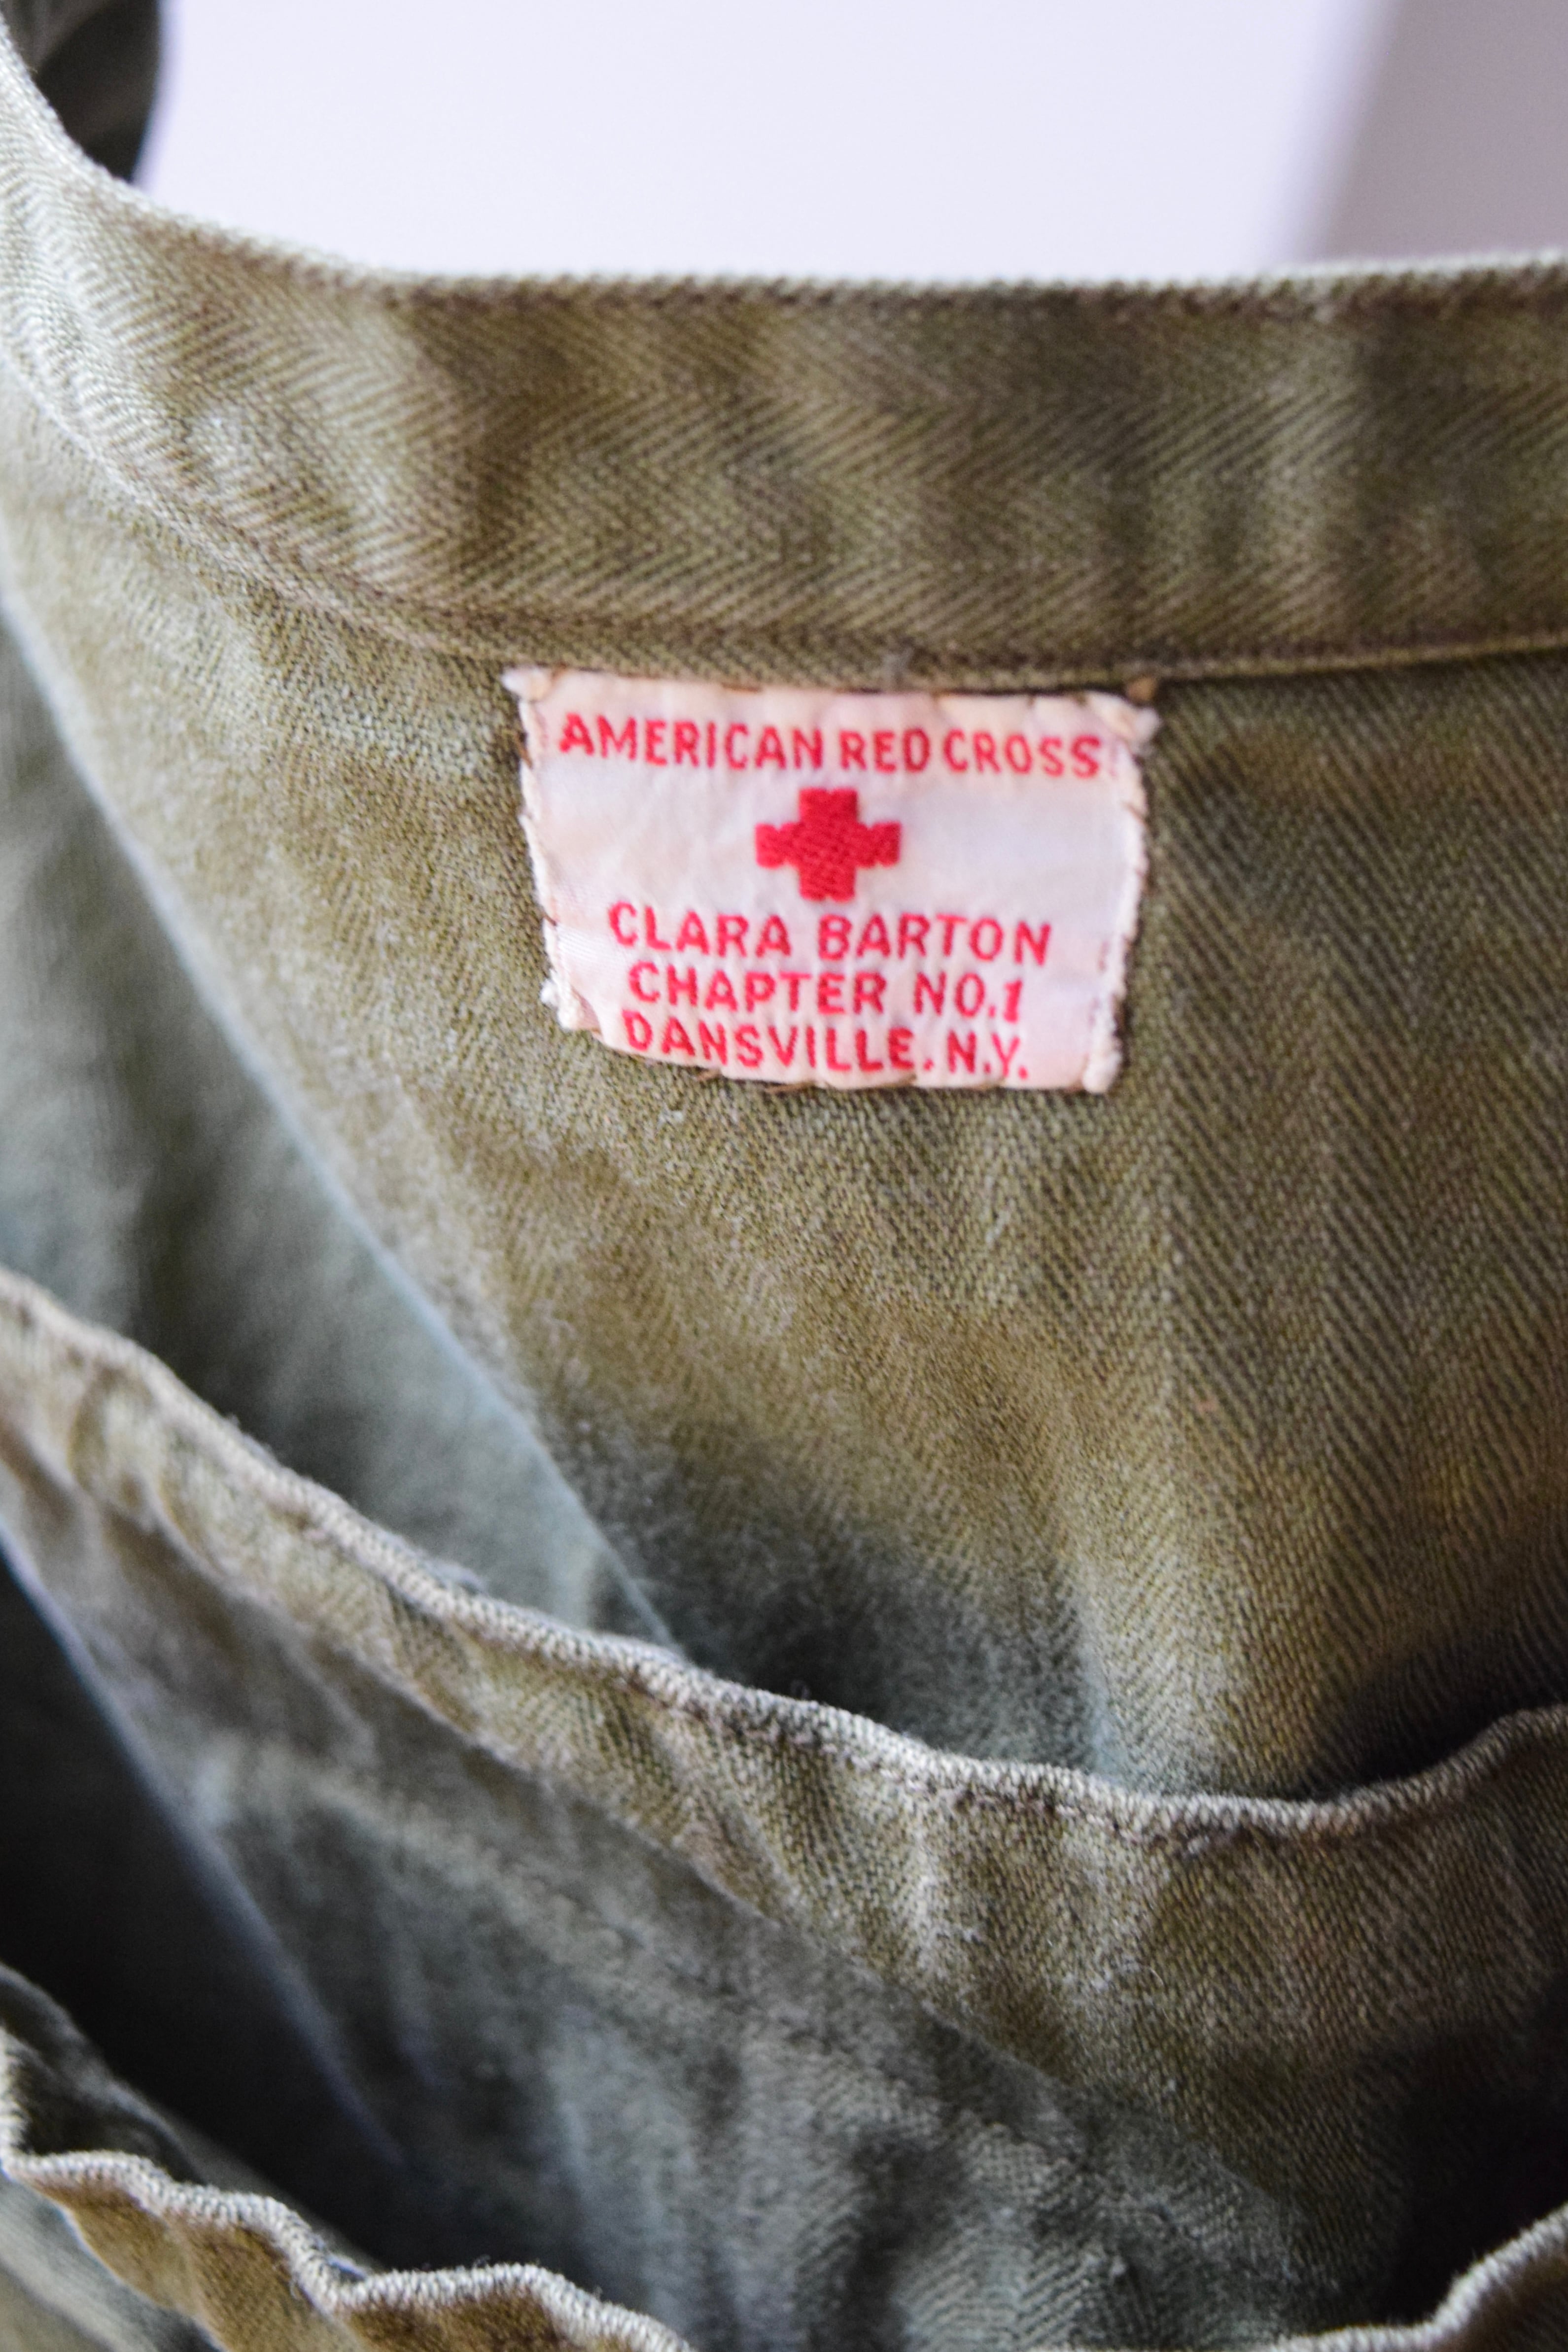 AMERICAN RED CROSS
CLARA BARTON
CHAPTER NO.1
DANSVILLE. N.Y.